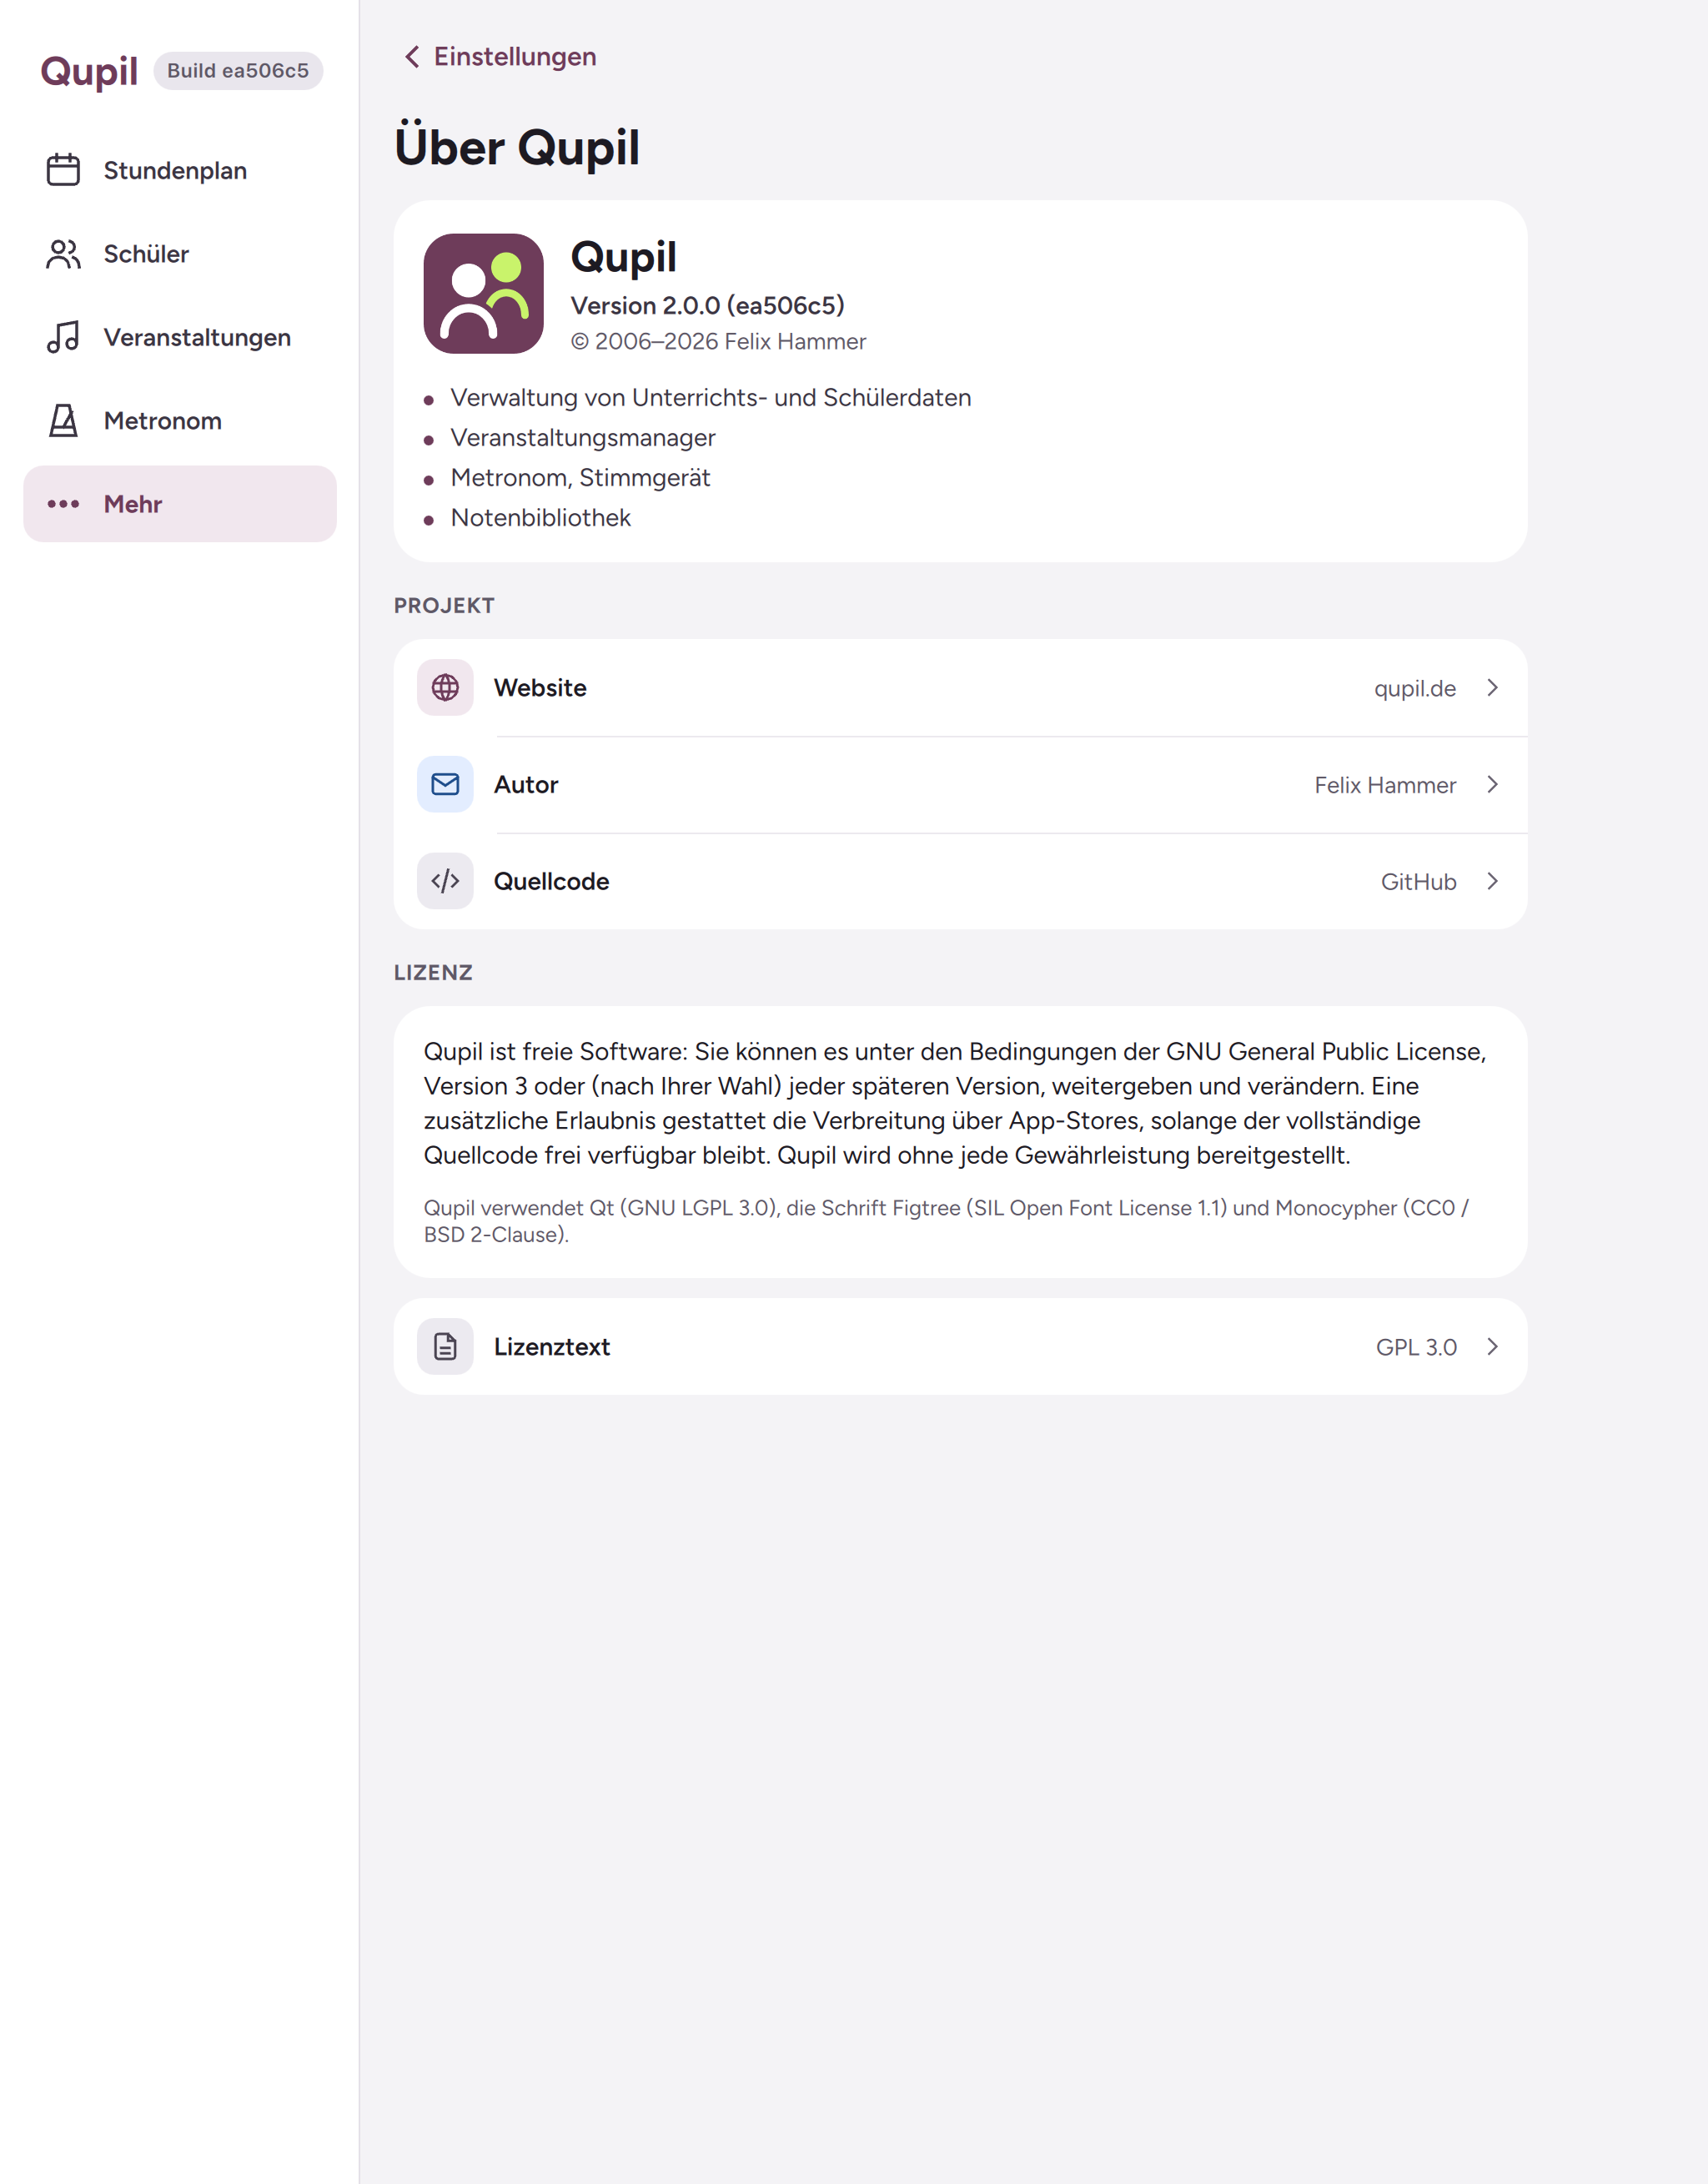 Qupil
Build ea506c5
Stundenplan
Schüler
Veranstaltungen
Metronom
Mehr
Einstellungen
Über Qupil
Qupil
Version 2.0.0 (ea506c5)
© 2006–2026 Felix Hammer
Verwaltung von Unterrichts- und Schülerdaten
Veranstaltungsmanager
Metronom, Stimmgerät
Notenbibliothek
PROJEKT
Website
qupil.de
Autor
Felix Hammer
Quellcode
GitHub
LIZENZ
Qupil ist freie Software: Sie können es unter den Bedingungen der GNU General Public License,
Version 3 oder (nach Ihrer Wahl) jeder späteren Version, weitergeben und verändern. Eine
zusätzliche Erlaubnis gestattet die Verbreitung über App-Stores, solange der vollständige
Quellcode frei verfügbar bleibt. Qupil wird ohne jede Gewährleistung bereitgestellt.
Qupil verwendet Qt (GNU LGPL 3.0), die Schrift Figtree (SIL Open Font License 1.1) und Monocypher (CC0 /
BSD 2-Clause).
Lizenztext
GPL 3.0